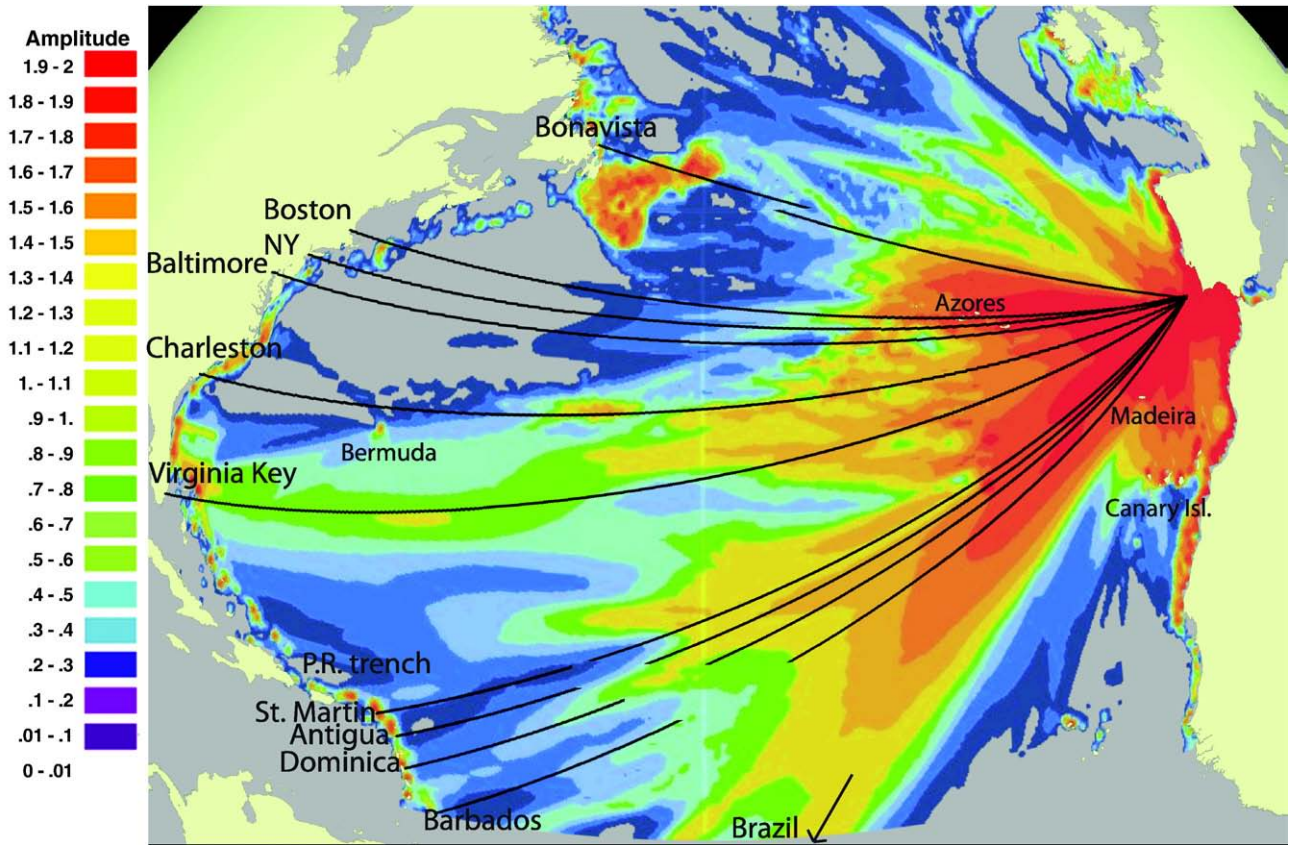 Amplitude
1.9 - 2
1.8 - 1.9
1.7 - 1.8
1.6 - 1.7
1.5 - 1.6
1.4 - 1.5
1.3 - 1.4
1.2 - 1.3
1.1 - 1.2
1. - 1.1
.9 - 1.
.8 - .9
.7 - .8
.6 - .7
.5 - .6
.4 - .5
.3 - .4
.2 - .3
.1 - .2
.01 - .1
0 - .01
Bonavista
Boston
NY
Baltimore
Azores
Charleston
Madeira
Bermuda
Virginia Key
Canary Isl.
P.R. trench
St. Martin
Antigua
Dominica
Barbados
Brazil